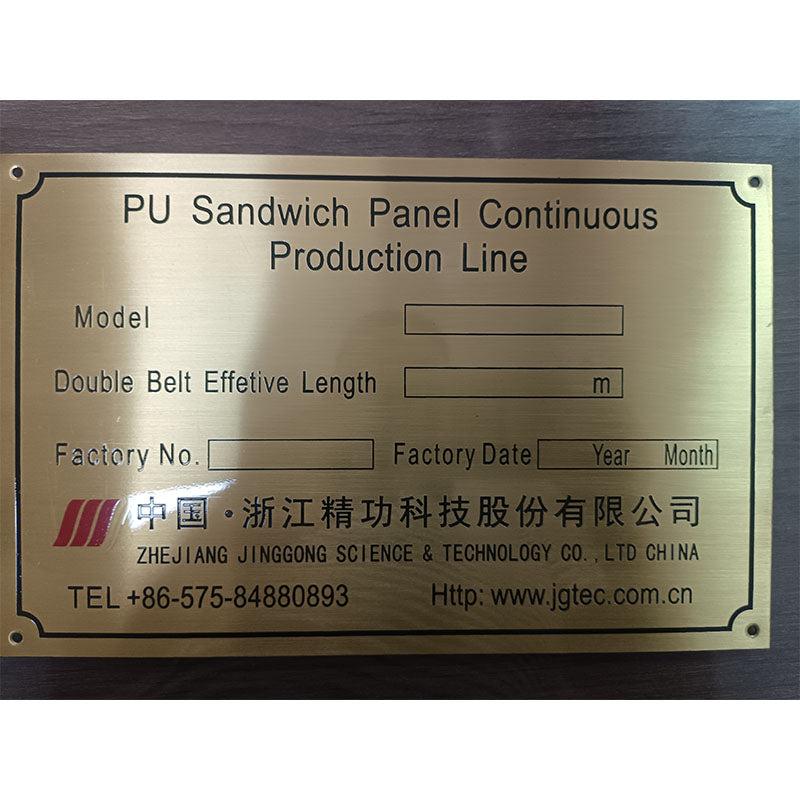 PU Sandwich Panel Continuous
Production Line
Model
Double Belt Effetive Length m
Factory No. Factory Date Year Month
中国·浙江精功科技股份有限公司
ZHEJIANG JINGGONG SCIENCE & TECHNOLOGY CO.,LTD CHINA
TEL +86-575-84880893 Http: www.jgtec.com.cn